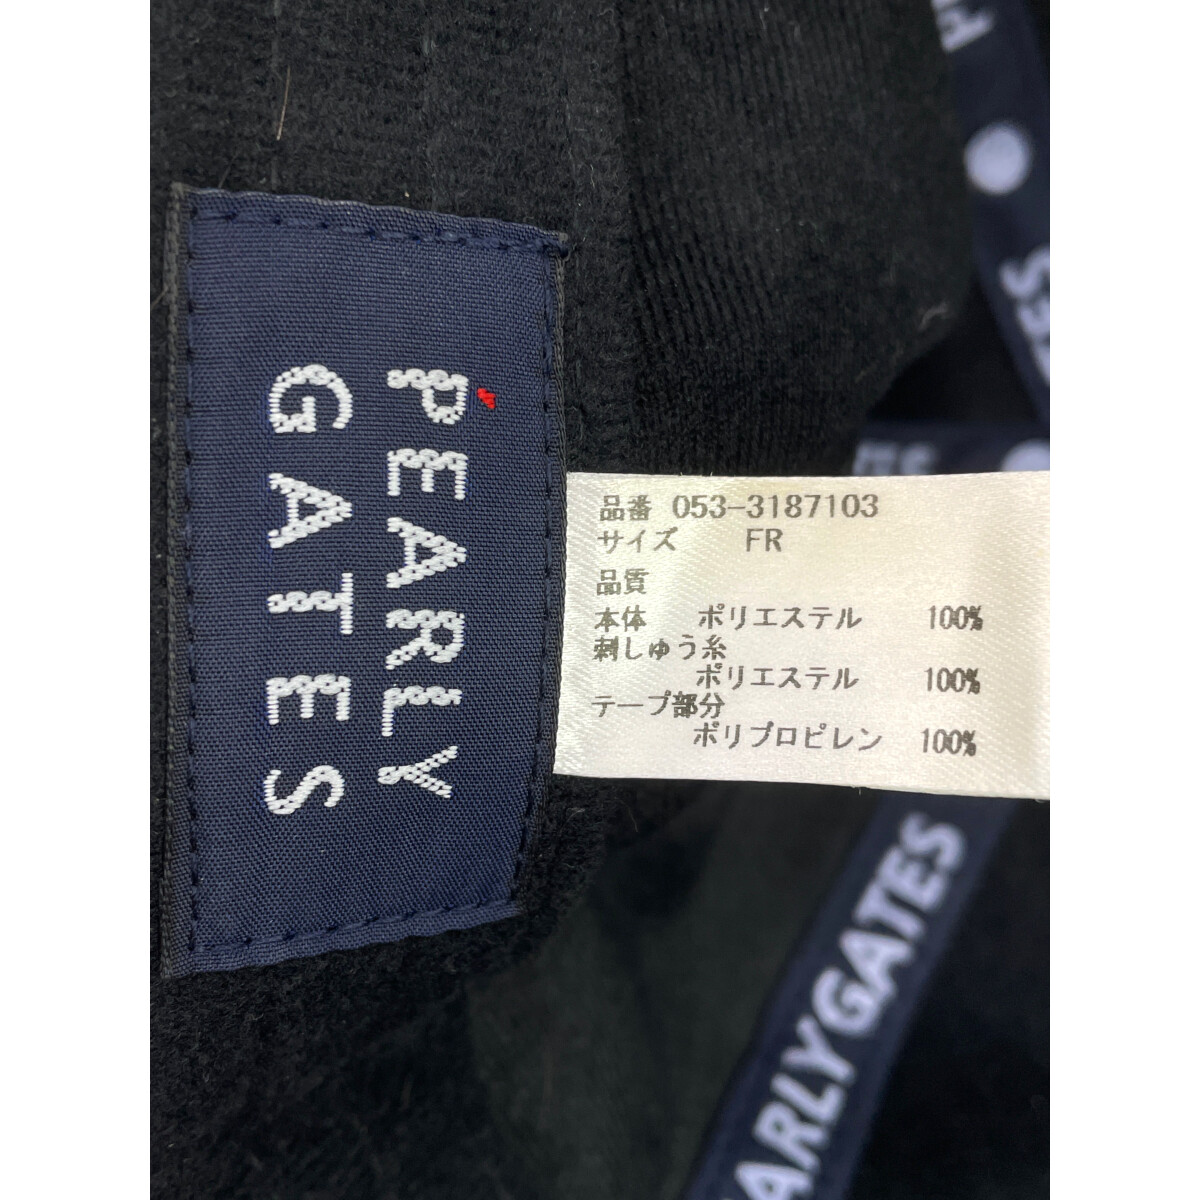 PEARLY
GATES
品番 053-3187103
サイズ FR
品質
本体 ポリエステル 100%
刺しゅう糸
ポリエステル 100%
テープ部分
ポリプロピレン 100%
ARLYGATES
ES